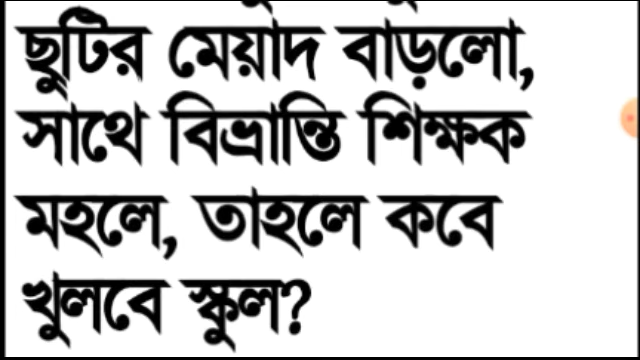 ছুটির মেয়াদ বাড়লো,
সাথে বিভ্রান্তি শিক্ষক
মহলে, তাহলে কবে
খুলবে স্কুল?